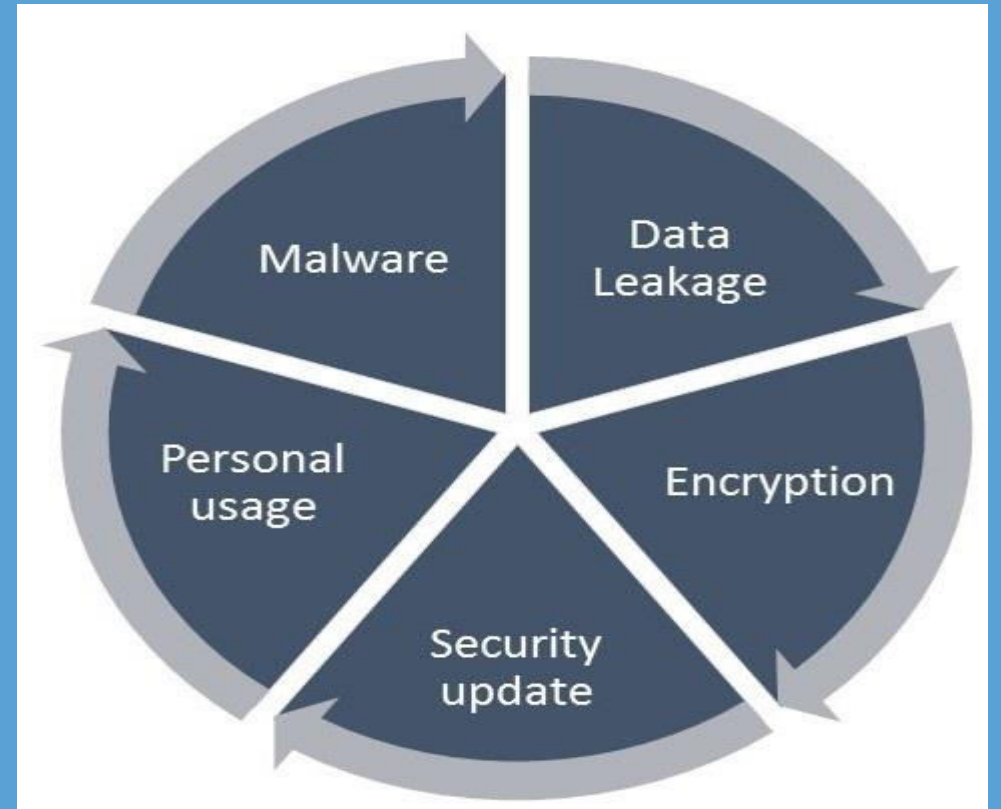 Malware
Data
Leakage
Encryption
Security
update
Personal
usage